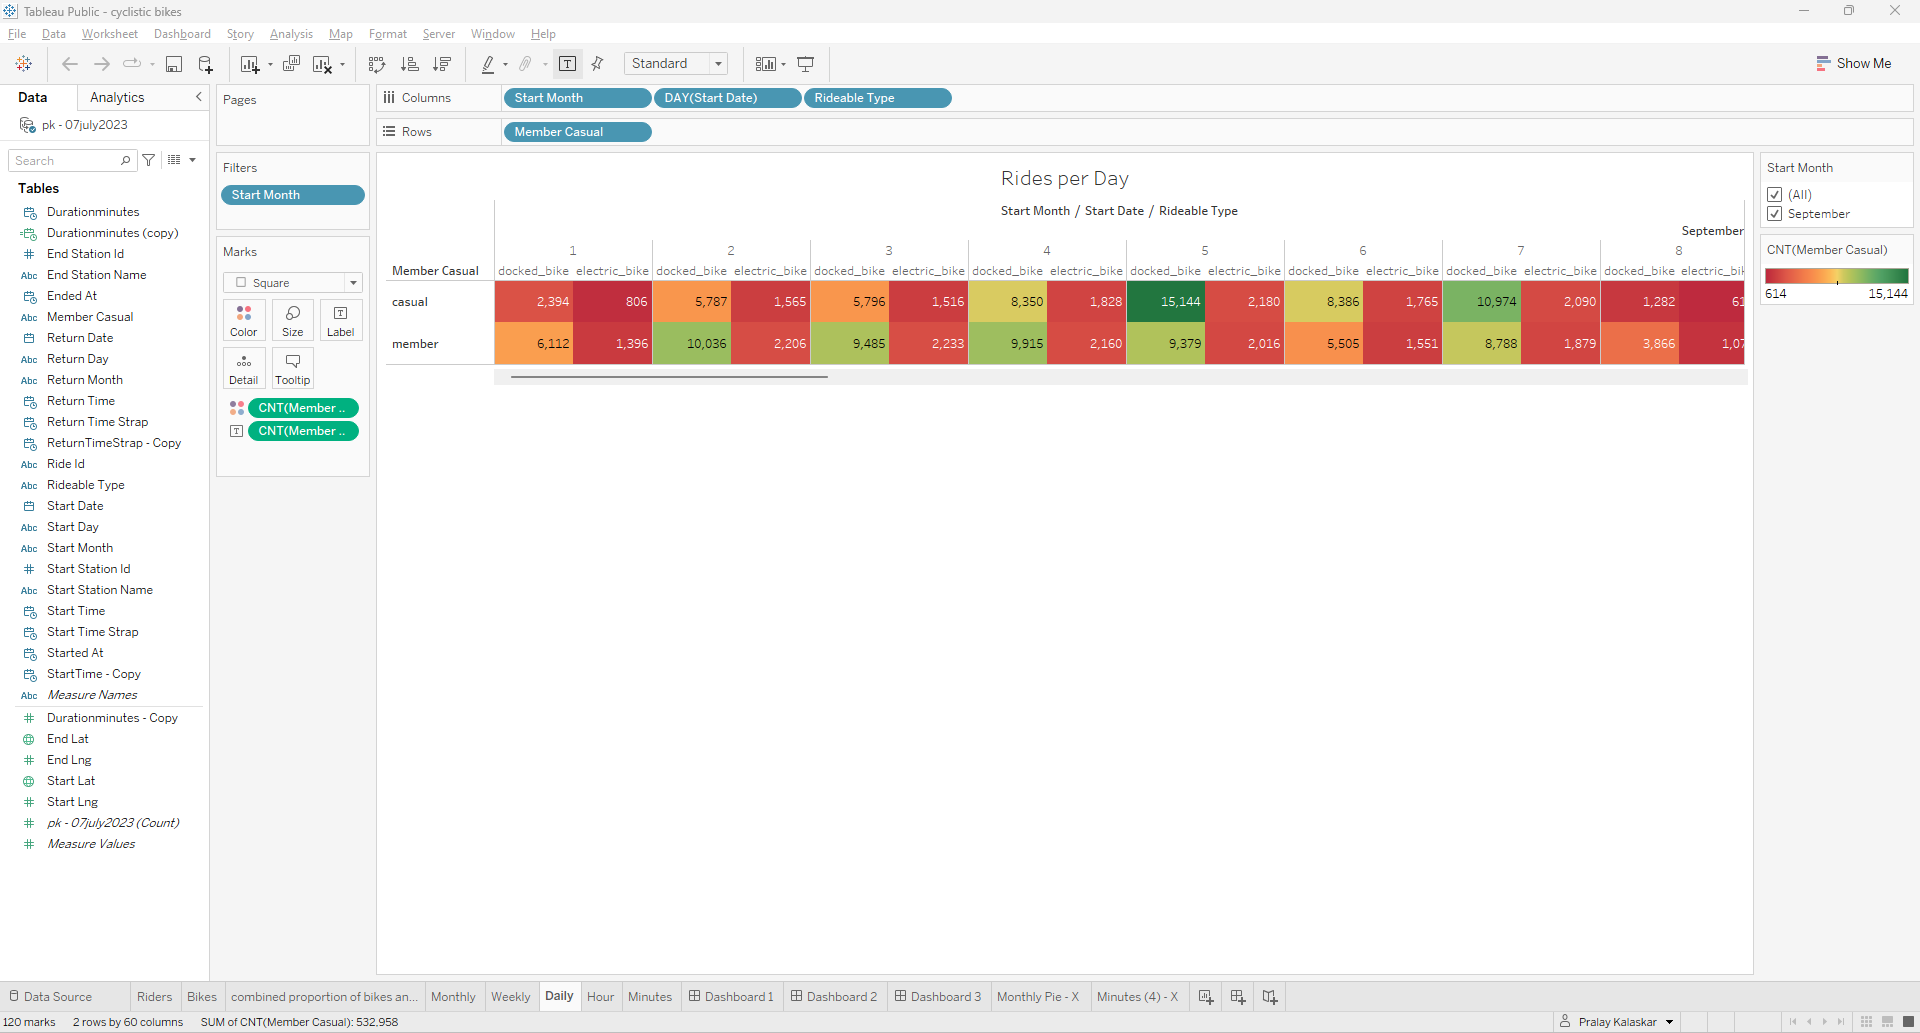 Tableau Public - cyclistic bikes
File Data Worksheet Dashboard Story Analysis Map Format Server Window Help
Standard
Show Me
Data Analytics
pk - 07july2023
Search
Tables
Durationminutes
Durationminutes (copy)
End Station Id
Abc End Station Name
Ended At
Abc Member Casual
Return Date
Abc Return Day
Abc Return Month
Return Time
Return Time Strap
ReturnTimeStrap - Copy
Abc Ride Id
Abc Rideable Type
Start Date
Abc Start Day
Abc Start Month
Start Station Id
Abc Start Station Name
Start Time
Start Time Strap
Started At
StartTime - Copy
Abc Measure Names
Durationminutes - Copy
End Lat
End Lng
Start Lat
Start Lng
pk - 07july2023 (Count)
Measure Values
Pages
Filters
Start Month
Marks
Square
Color Size Label
Detail Tooltip
CNT(Member ..
CNT(Member ..
Columns Start Month DAY(Start Date) Rideable Type
Rows Member Casual
Rides per Day
Start Month / Start Date / Rideable Type
September
1 2 3 4 5 6 7 8
Member Casual docked_bike electric_bike docked_bike electric_bike docked_bike electric_bike docked_bike electric_bike docked_bike electric_bike docked_bike electric_bike docked_bike electric_bike docked_bike
casual 2,394 806 5,787 1,565 5,796 1,516 8,350 1,828 15,144 2,180 8,386 1,765 10,974 2,090 1,282 61
member 6,112 1,396 10,036 2,206 9,485 2,233 9,915 2,160 9,379 2,016 5,505 1,551 8,788 1,879 3,866 1,07
Start Month
(All)
September
CNT(Member Casual)
614 15,144
Data Source Riders Bikes combined proportion of bikes an... Monthly Weekly Daily Hour Minutes Dashboard 1 Dashboard 2 Dashboard 3 Monthly Pie - X Minutes (4) - X
120 marks 2 rows by 60 columns SUM of CNT(Member Casual): 532,958 Pralay Kalaskar